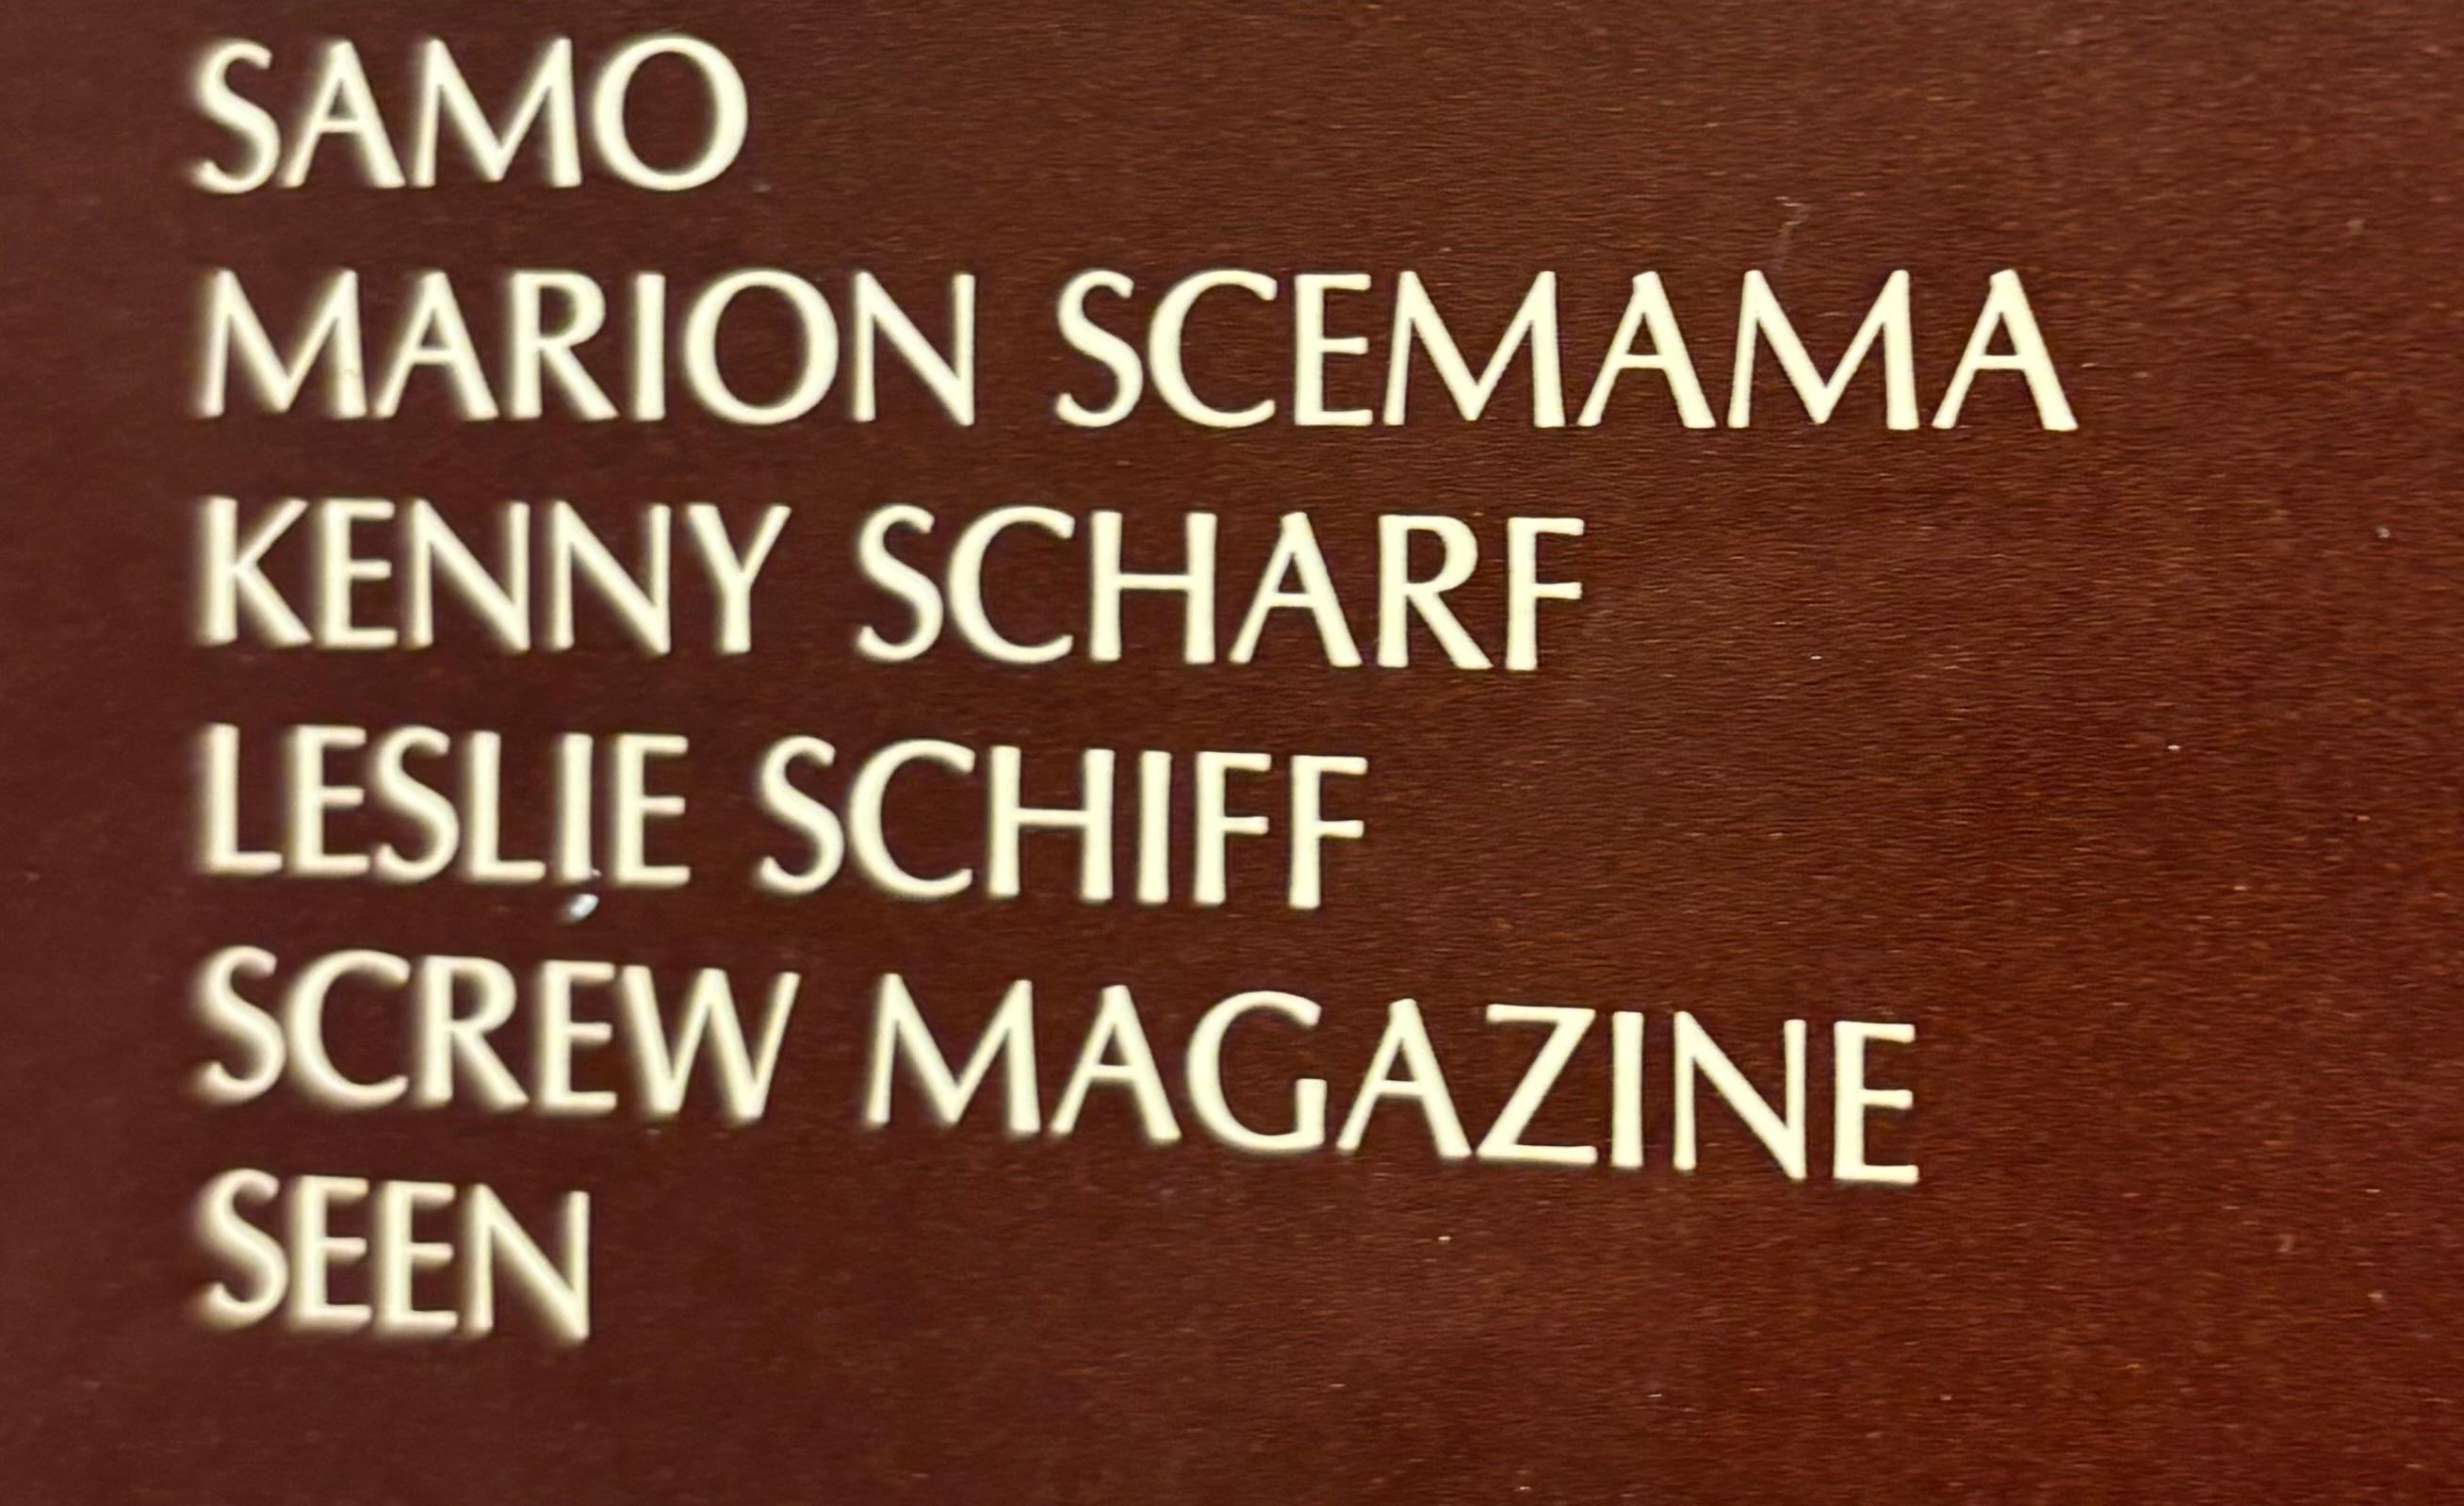 SAMO
MARION SCEMAMA
KENNY SCHARF
LESLIE SCHIFF
SCREW MAGAZINE
SEEN